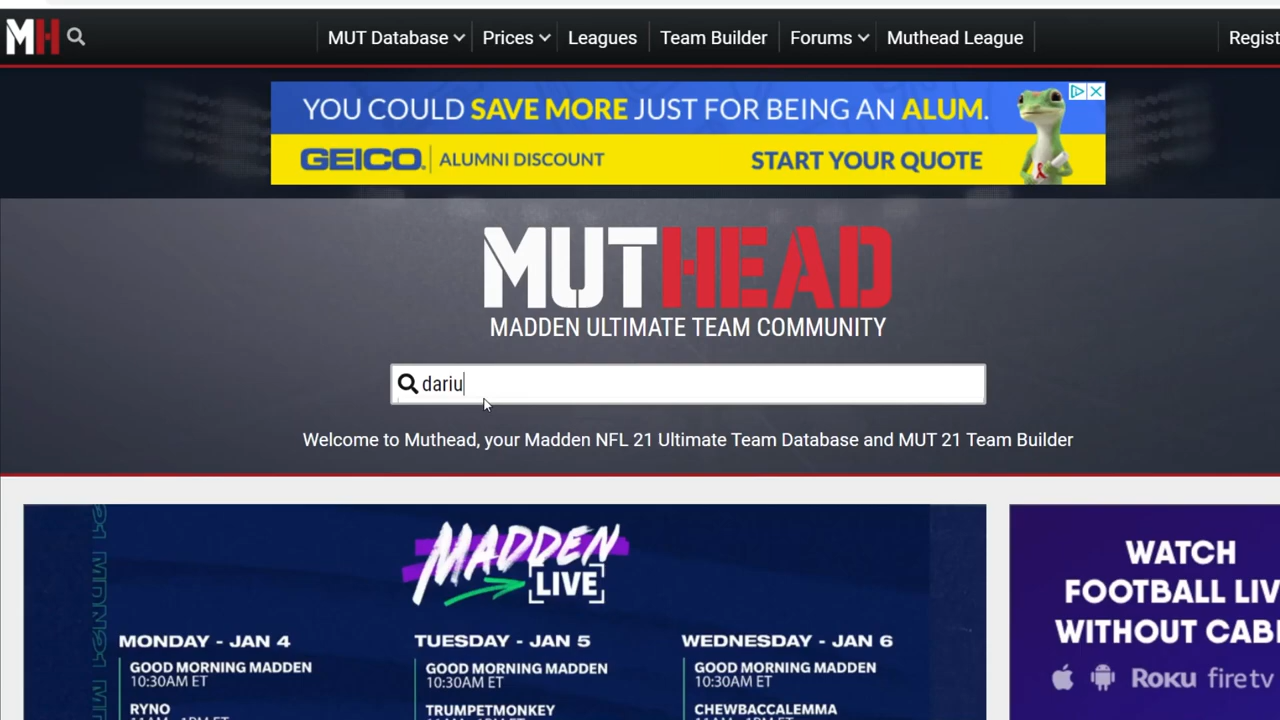 MH
MUT Database Prices Leagues Team Builder Forums Muthead League Regist
YOU COULD SAVE MORE JUST FOR BEING AN ALUM.
GEICO. ALUMNI DISCOUNT START YOUR QUOTE
MUTHEAD
MADDEN ULTIMATE TEAM COMMUNITY
dariu
Welcome to Muthead, your Madden NFL 21 Ultimate Team Database and MUT 21 Team Builder
MADDEN
LIVE
MONDAY - JAN 4
GOOD MORNING MADDEN
10:30AM ET
RYNO
TUESDAY - JAN 5
GOOD MORNING MADDEN
10:30AM ET
TRUMPETMONKEY
WEDNESDAY - JAN 6
GOOD MORNING MADDEN
10:30AM ET
CHEWBACCALEMMA
WATCH
FOOTBALL LIV
WITHOUT CAB
Roku firetv